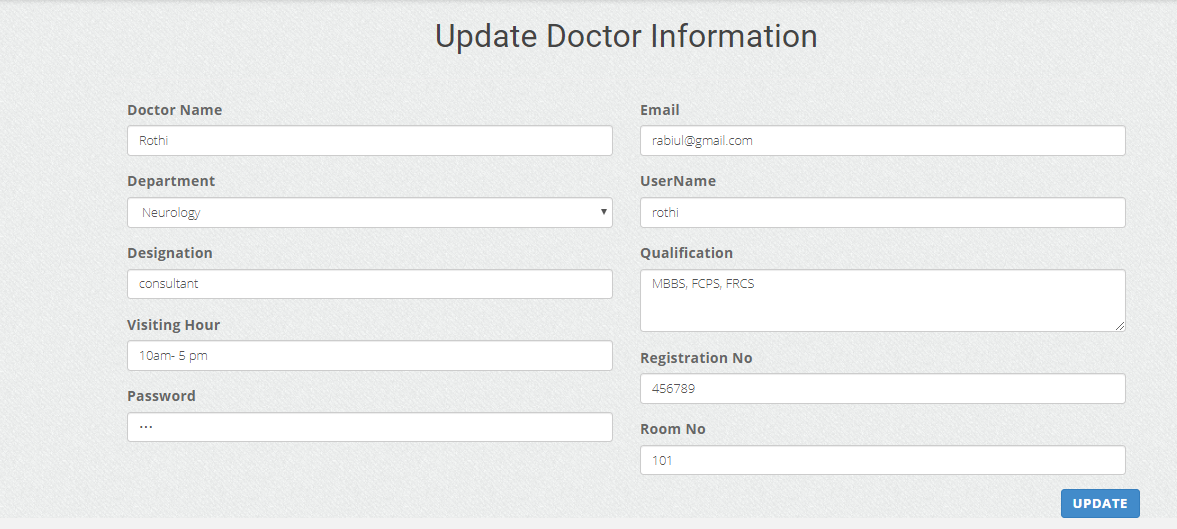 Update Doctor Information
Doctor Name
Rothi
Department
Neurology
Designation
consultant
Visiting Hour
10am- 5 pm
Password
···
Email
rabiul@gmail.com
UserName
rothi
Qualification
MBBS, FCPS, FRCS
Registration No
456789
Room No
101
UPDATE